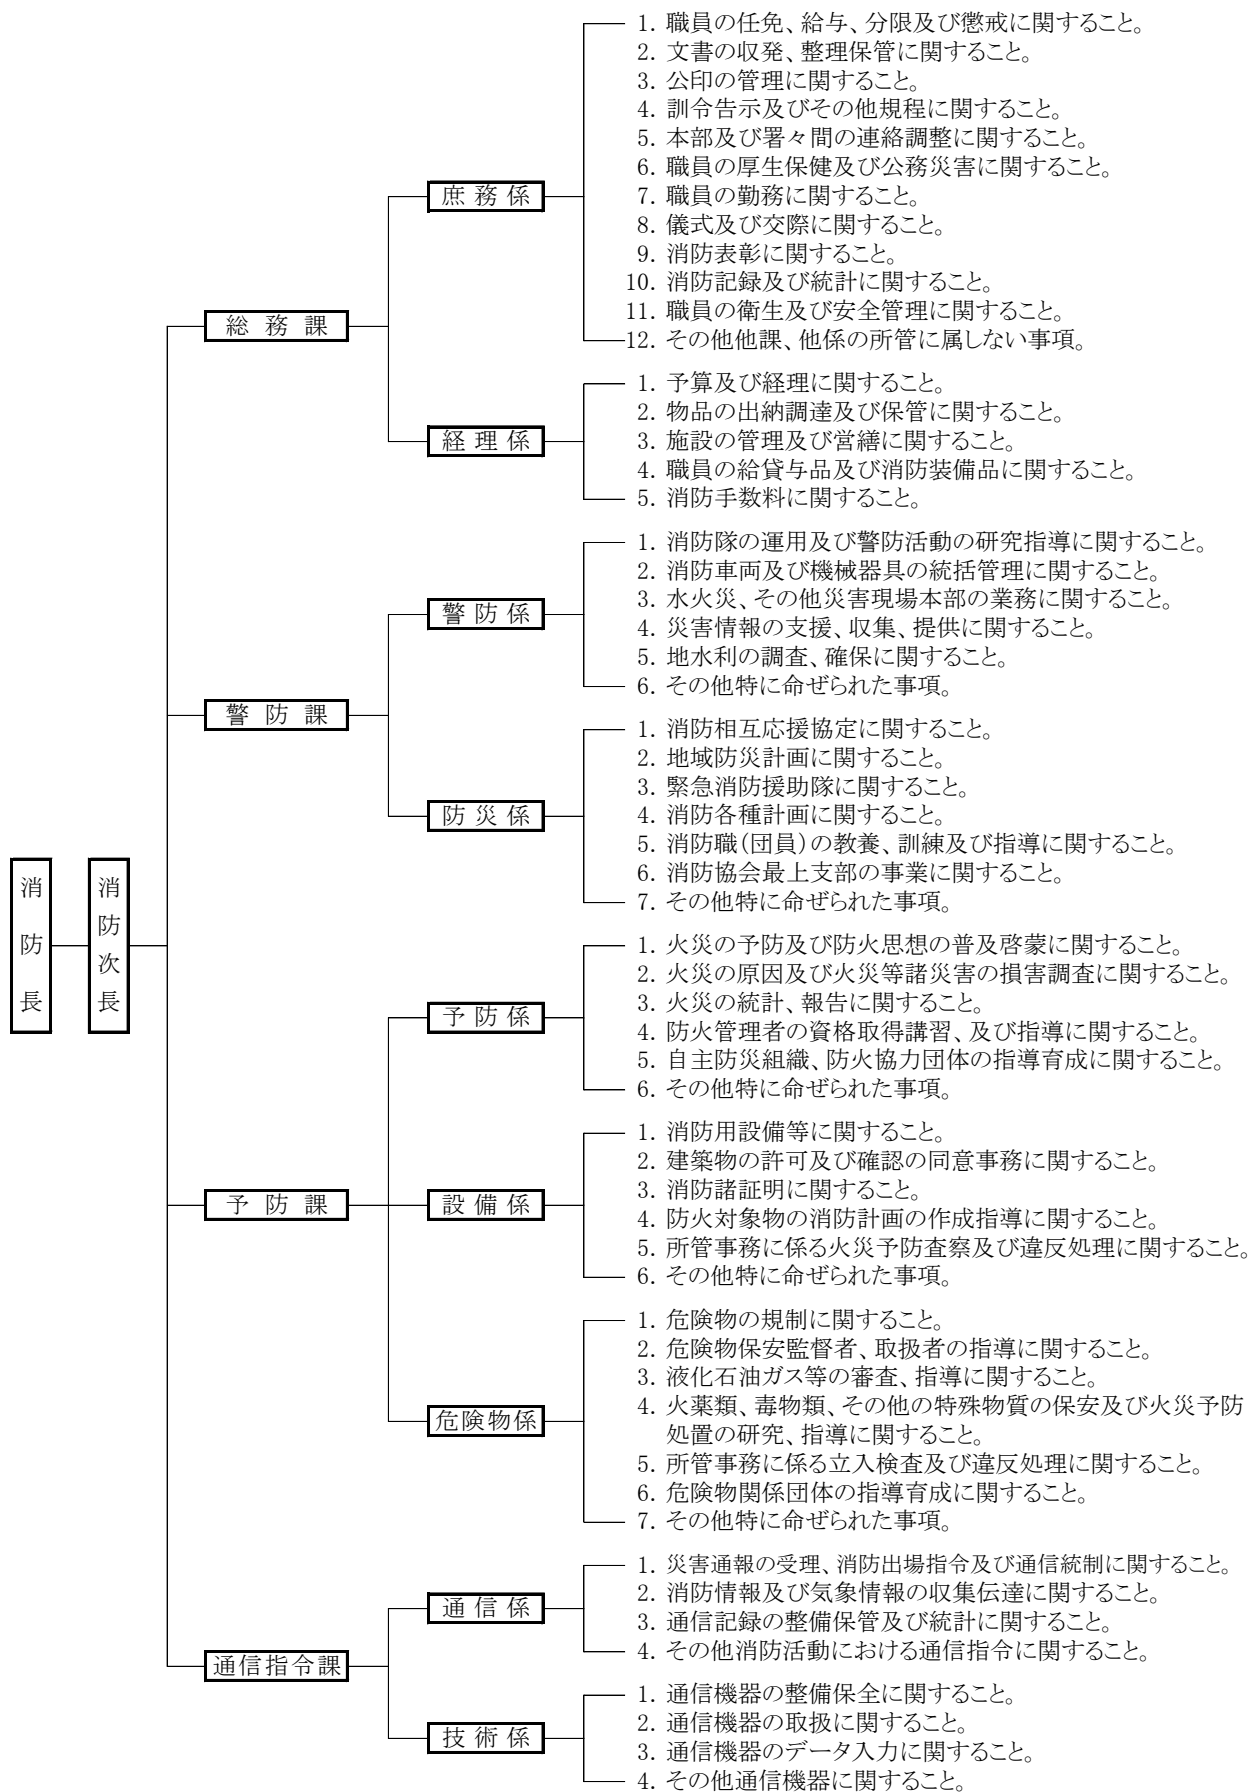 消防長
消防次長
総務課
庶務係
1. 職員の任免、給与、分限及び懲戒に関すること。
2. 文書の収発、整理保管に関すること。
3. 公印の管理に関すること。
4. 訓令告示及びその他規程に関すること。
5. 本部及び署々間の連絡調整に関すること。
6. 職員の厚生保健及び公務災害に関すること。
7. 職員の勤務に関すること。
8. 儀式及び交際に関すること。
9. 消防表彰に関すること。
10. 消防記録及び統計に関すること。
11. 職員の衛生及び安全管理に関すること。
12. その他他課、他係の所管に属しない事項。
経理係
1. 予算及び経理に関すること。
2. 物品の出納調達及び保管に関すること。
3. 施設の管理及び営繕に関すること。
4. 職員の給貸与品及び消防装備品に関すること。
5. 消防手数料に関すること。
警防課
警防係
1. 消防隊の運用及び警防活動の研究指導に関すること。
2. 消防車両及び機械器具の統括管理に関すること。
3. 水火災、その他災害現場本部の業務に関すること。
4. 災害情報の支援、収集、提供に関すること。
5. 地水利の調査、確保に関すること。
6. その他特に命ぜられた事項。
防災係
1. 消防相互応援協定に関すること。
2. 地域防災計画に関すること。
3. 緊急消防援助隊に関すること。
4. 消防各種計画に関すること。
5. 消防職(団員)の教養、訓練及び指導に関すること。
6. 消防協会最上支部の事業に関すること。
7. その他特に命ぜられた事項。
予防課
予防係
1. 火災の予防及び防火思想の普及啓蒙に関すること。
2. 火災の原因及び火災等諸災害の損害調査に関すること。
3. 火災の統計、報告に関すること。
4. 防火管理者の資格取得講習、及び指導に関すること。
5. 自主防災組織、防火協力団体の指導育成に関すること。
6. その他特に命ぜられた事項。
設備係
1. 消防用設備等に関すること。
2. 建築物の許可及び確認の同意事務に関すること。
3. 消防諸証明に関すること。
4. 防火対象物の消防計画の作成指導に関すること。
5. 所管事務に係る火災予防査察及び違反処理に関すること。
6. その他特に命ぜられた事項。
危険物係
1. 危険物の規制に関すること。
2. 危険物保安監督者、取扱者の指導に関すること。
3. 液化石油ガス等の審査、指導に関すること。
4. 火薬類、毒物類、その他の特殊物質の保安及び火災予防
処置の研究、指導に関すること。
5. 所管事務に係る立入検査及び違反処理に関すること。
6. 危険物関係団体の指導育成に関すること。
7. その他特に命ぜられた事項。
通信指令課
通信係
1. 災害通報の受理、消防出場指令及び通信統制に関すること。
2. 消防情報及び気象情報の収集伝達に関すること。
3. 通信記録の整備保管及び統計に関すること。
4. その他消防活動における通信指令に関すること。
技術係
1. 通信機器の整備保全に関すること。
2. 通信機器の取扱に関すること。
3. 通信機器のデータ入力に関すること。
4. その他通信機器に関すること。